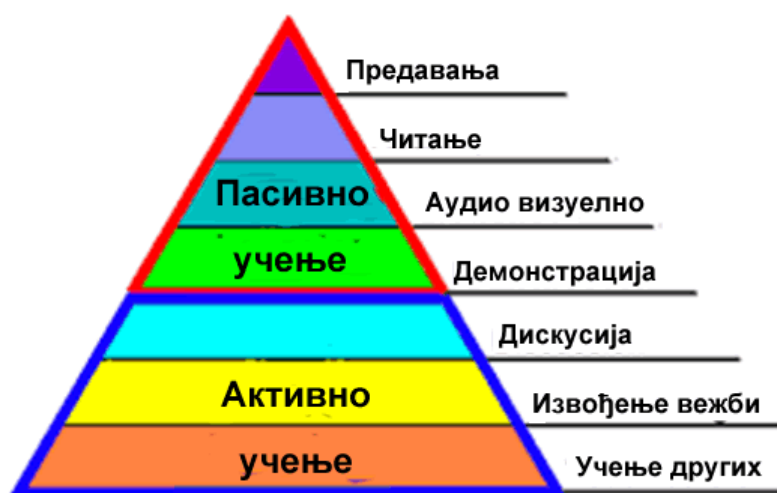 Предавања
Читање
Пасивно
Аудио визуелно
учење
Демонстрација
Дискусија
Активно
Извођење вежби
учење
Учење других